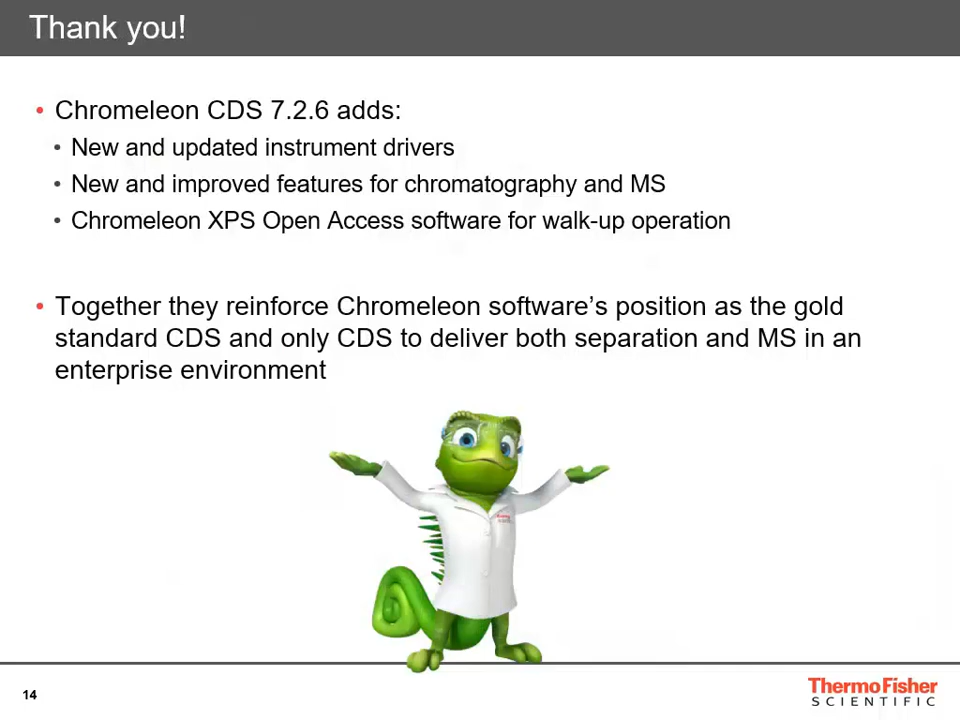 Thank you!
• Chromeleon CDS 7.2.6 adds:
• New and updated instrument drivers
• New and improved features for chromatography and MS
• Chromeleon XPS Open Access software for walk-up operation
• Together they reinforce Chromeleon software’s position as the gold
standard CDS and only CDS to deliver both separation and MS in an
enterprise environment
14
ThermoFisher
SCIENTIFIC